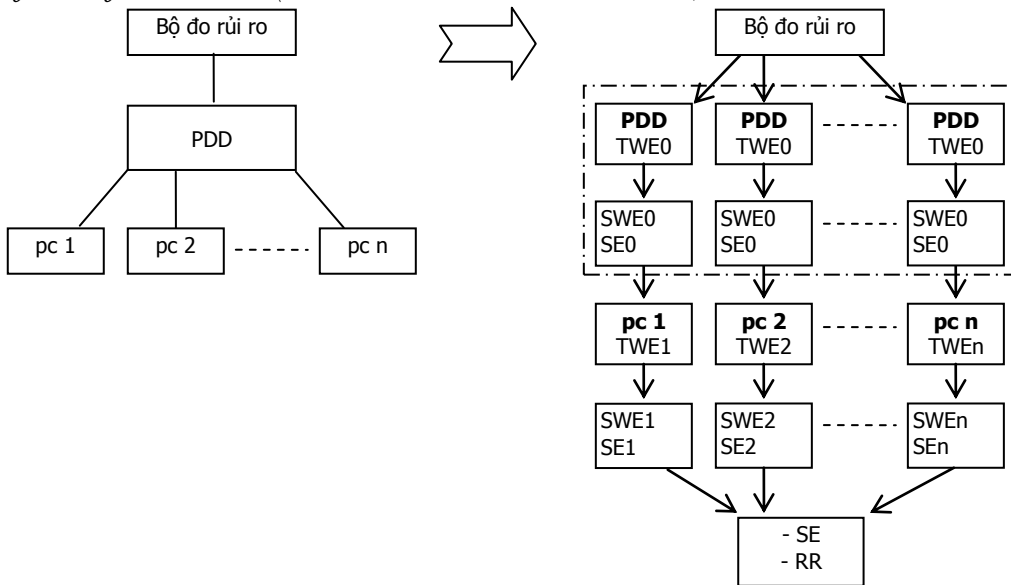 Bộ đo rủi ro
PDD
pc 1
pc 2
pc n
Bộ đo rủi ro
PDD
TWE0
PDD
TWE0
PDD
TWE0
SWE0
SE0
SWE0
SE0
SWE0
SE0
pc 1
TWE1
pc 2
TWE2
pc n
TWEn
SWE1
SE1
SWE2
SE2
SWEn
SEn
- SE
- RR